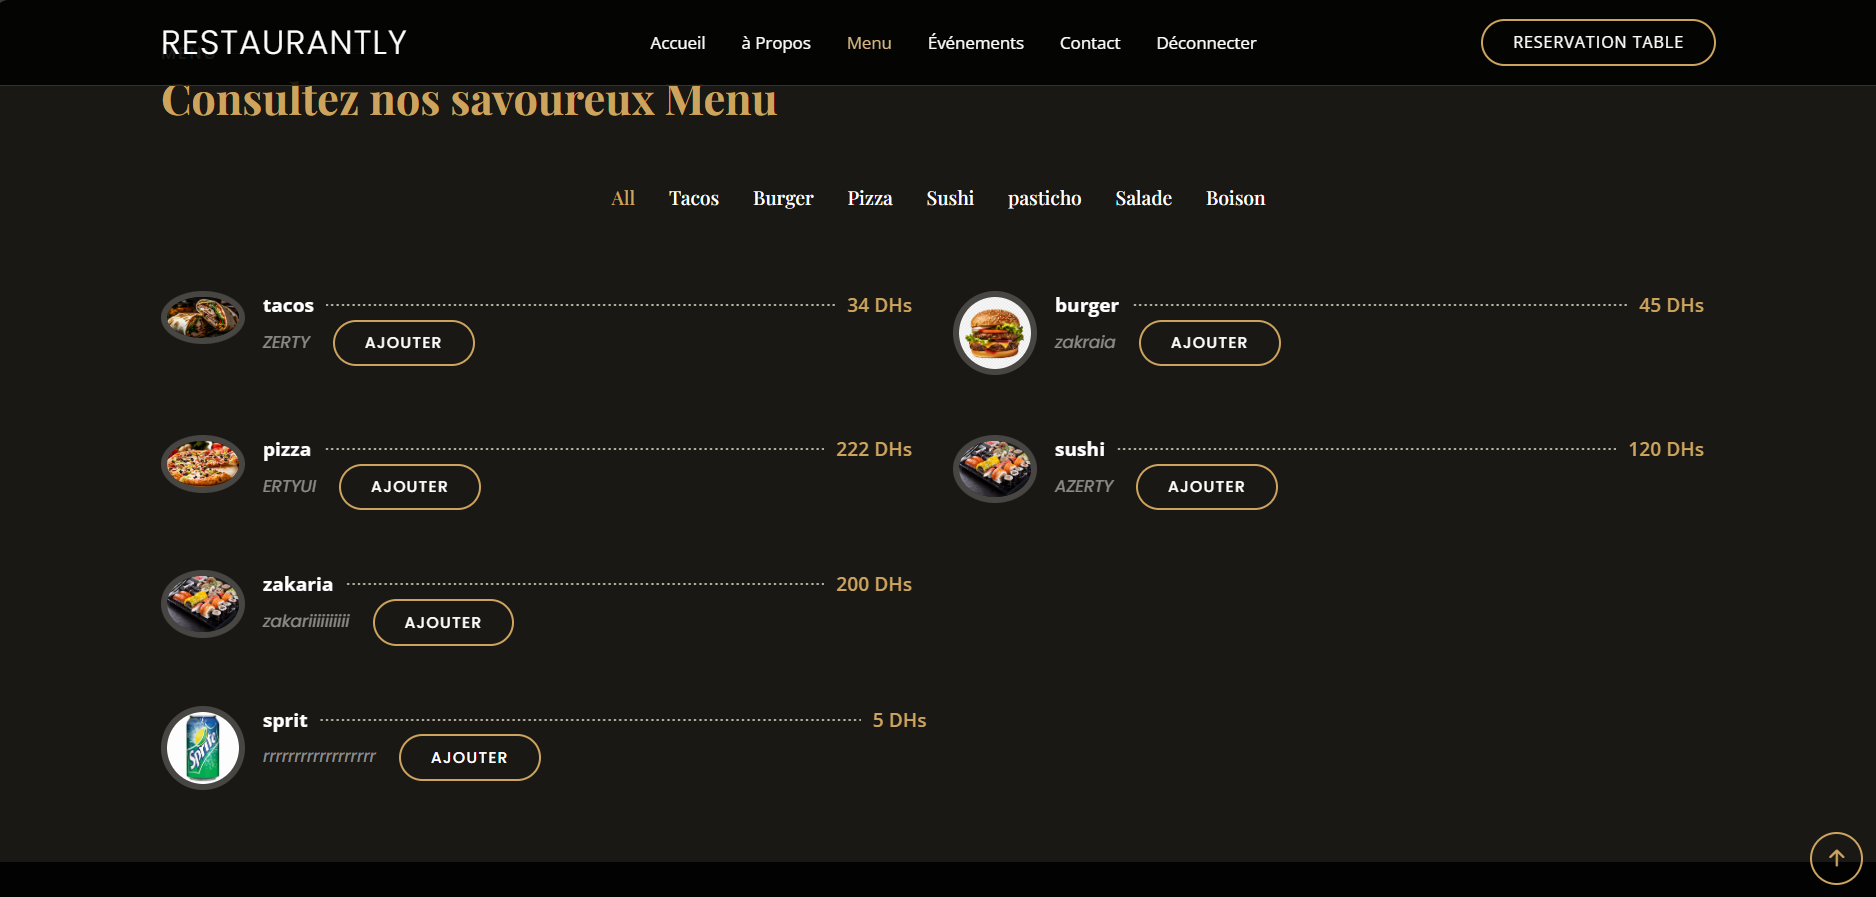 RESTAURANTLY
Accueil à Propos Menu Événements Contact Déconnecter
RESERVATION TABLE
MENU
Consultez nos savoureux Menu
All Tacos Burger Pizza Sushi pasticho Salade Boison
tacos 34 DHs
ZERTY AJOUTER
burger 45 DHs
zakraia AJOUTER
pizza 222 DHs
ERTYUI AJOUTER
sushi 120 DHs
AZERTY AJOUTER
zakaria 200 DHs
AJOUTER
sprit 5 DHs
AJOUTER
Sprite